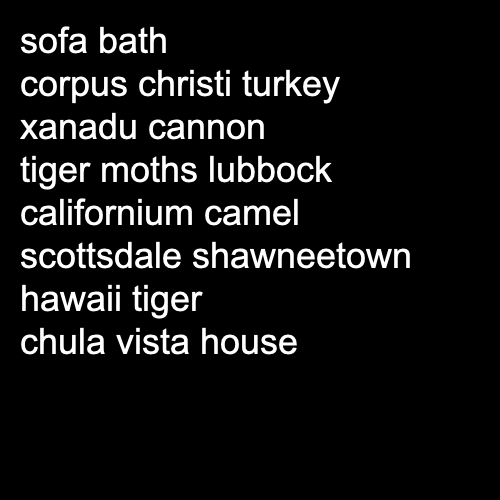 sofa bath
corpus christi turkey
xanadu cannon
tiger moths lubbock
californium camel
scottsdale shawneetown
hawaii tiger
chula vista house